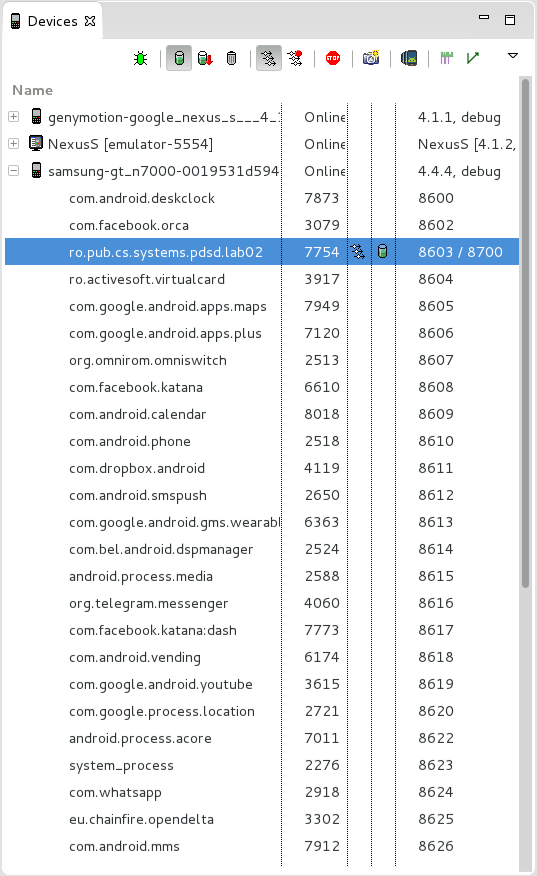 Devices
STOP
Name
genymotion-google_nexus_s___4_ Online 4.1.1, debug
NexusS [emulator-5554] Online NexusS [4.1.2,
samsung-gt_n7000-0019531d594 Online 4.4.4, debug
com.android.deskclock 7873 8600
com.facebook.orca 3079 8602
ro.pub.cs.systems.pdsd.lab02 7754 8603 / 8700
ro.activesoft.virtualcard 3917 8604
com.google.android.apps.maps 7949 8605
com.google.android.apps.plus 7120 8606
org.omnirom.omniswitch 2513 8607
com.facebook.katana 6610 8608
com.android.calendar 8018 8609
com.android.phone 2518 8610
com.dropbox.android 4119 8611
com.android.smspush 2650 8612
com.google.android.gms.wearabl 6363 8613
com.bel.android.dspmanager 2524 8614
android.process.media 2588 8615
org.telegram.messenger 4060 8616
com.facebook.katana:dash 7773 8617
com.android.vending 6174 8618
com.google.android.youtube 3615 8619
com.google.process.location 2721 8620
android.process.acore 7011 8622
system_process 2276 8623
com.whatsapp 2918 8624
eu.chainfire.opendelta 3302 8625
com.android.mms 7912 8626